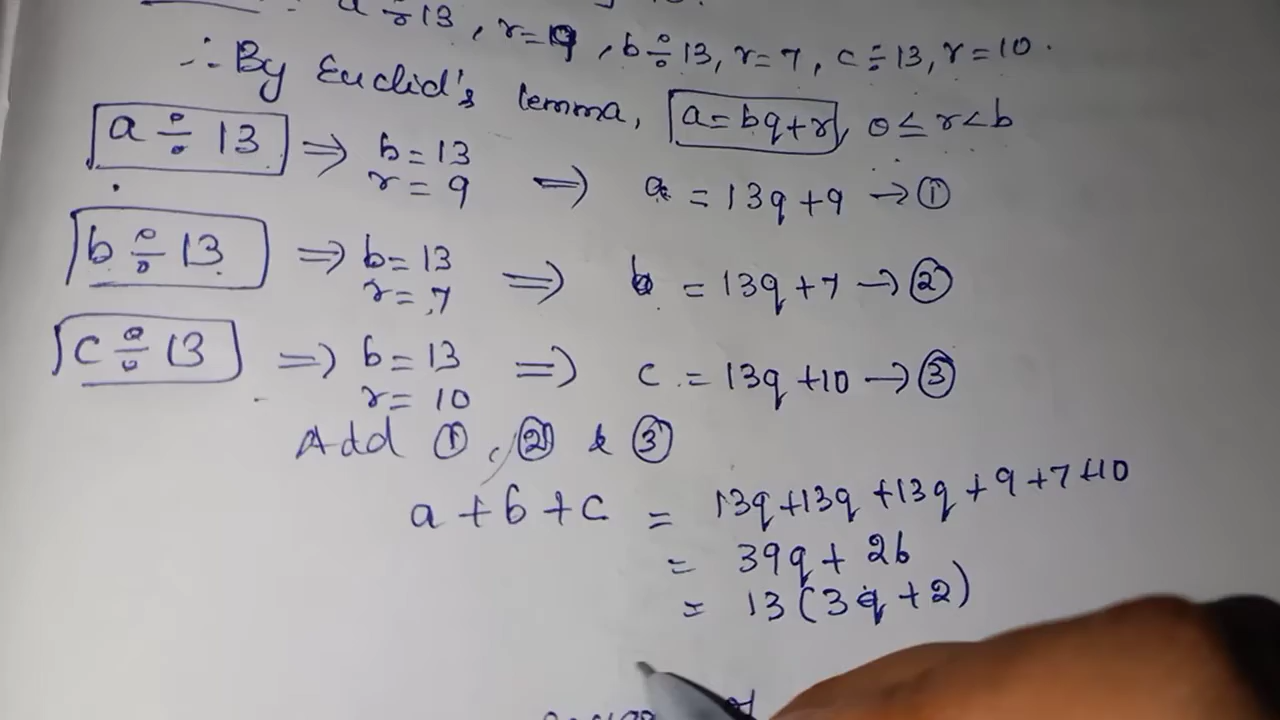 a ÷ 13, r = 9, b ÷ 13, r = 7, c ÷ 13, r = 10.
∴ By Euclid's lemma, a = bq + r, 0 ≤ r < b
a ÷ 13 ⇒ b = 13
r = 9 ⇒ a = 13q + 9 → ①
b ÷ 13 ⇒ b = 13
r = 7 ⇒ b = 13q + 7 → ②
c ÷ 13 ⇒ b = 13
r = 10 ⇒ c = 13q + 10 → ③
Add ①, ② & ③
a + b + c = 13q + 13q + 13q + 9 + 7 + 10
= 39q + 26
= 13(3q + 2)